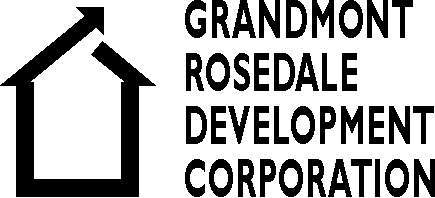 GRANDMONT
ROSEDALE
DEVELOPMENT
CORPORATION